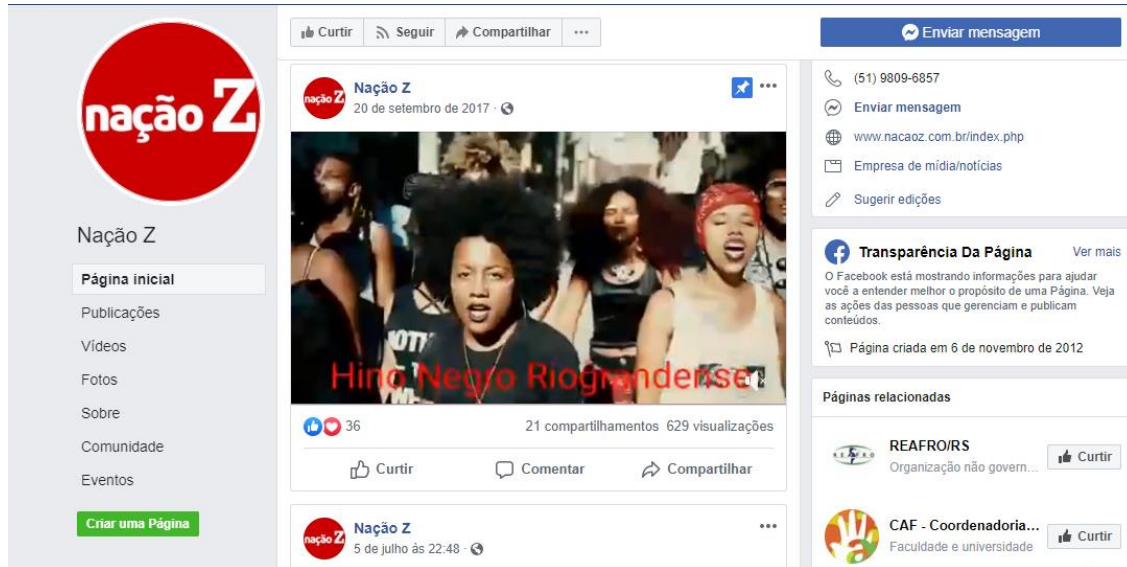 nação Z
Nação Z
Página inicial
Publicações
Vídeos
Fotos
Sobre
Comunidade
Eventos
Criar uma Página
Curtir Seguir Compartilhar ...
nação Z
Nação Z
20 de setembro de 2017 ·
Hino Negro Riograndense
36 21 compartilhamentos 629 visualizações
Curtir Comentar Compartilhar
nação Z
Nação Z
5 de julho às 22:48 ·
Enviar mensagem
(51) 9809-6857
Enviar mensagem
www.nacaoz.com.br/index.php
Empresa de mídia/notícias
Sugerir edições
Transparência Da Página Ver mais
O Facebook está mostrando informações para ajudar
você a entender melhor o propósito de uma Página. Veja
as ações das pessoas que gerenciam e publicam
conteúdos.
Página criada em 6 de novembro de 2012
Páginas relacionadas
REAFRO/RS
Organização não govern...
Curtir
CAF - Coordenadoria...
Faculdade e universidade
Curtir